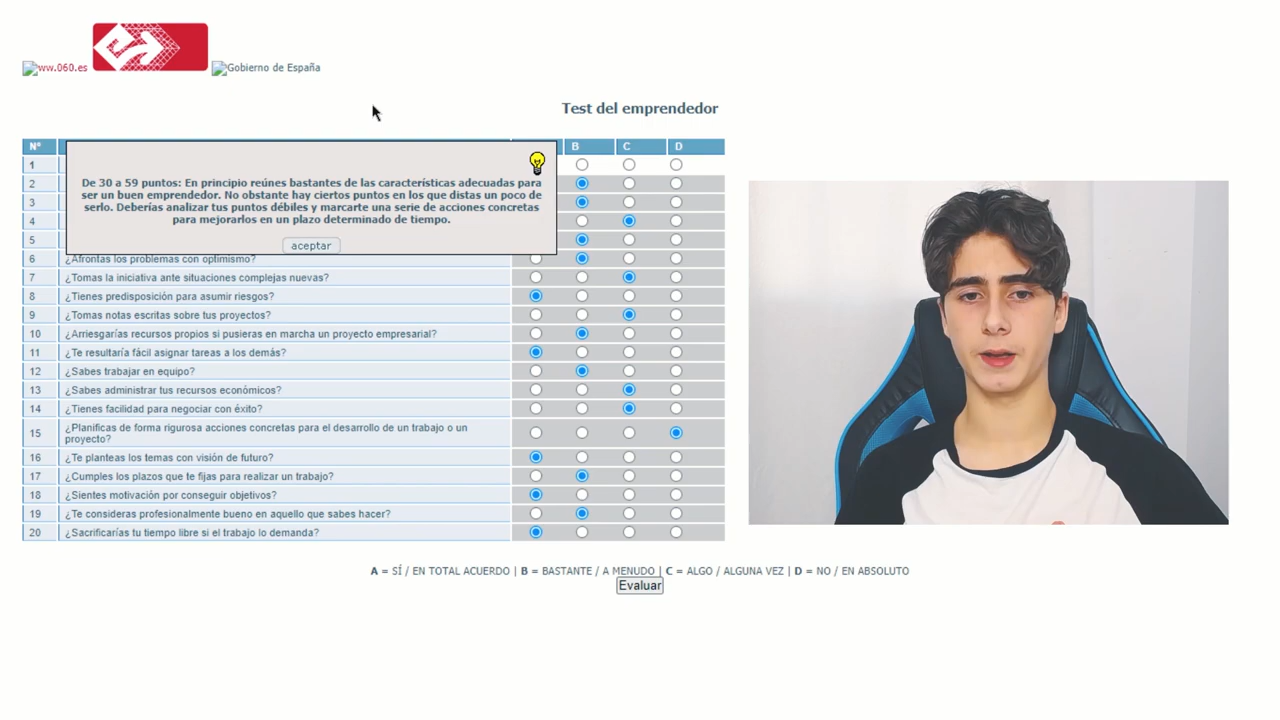 ww.060.es
Gobierno de España
Test del emprendedor
Nº B C D
1
2
3
4
5
De 30 a 59 puntos: En principio reúnes bastantes de las características adecuadas para
ser un buen emprendedor. No obstante hay ciertos puntos en los que distas un poco de
serlo. Deberías analizar tus puntos débiles y marcarte una serie de acciones concretas
para mejorarlos en un plazo determinado de tiempo.
aceptar
6 ¿Afrontas los problemas con optimismo?
7 ¿Tomas la iniciativa ante situaciones complejas nuevas?
8 ¿Tienes predisposición para asumir riesgos?
9 ¿Tomas notas escritas sobre tus proyectos?
10 ¿Arriesgarías recursos propios si pusieras en marcha un proyecto empresarial?
11 ¿Te resultaría fácil asignar tareas a los demás?
12 ¿Sabes trabajar en equipo?
13 ¿Sabes administrar tus recursos económicos?
14 ¿Tienes facilidad para negociar con éxito?
15 ¿Planificas de forma rigurosa acciones concretas para el desarrollo de un trabajo o un
proyecto?
16 ¿Te planteas los temas con visión de futuro?
17 ¿Cumples los plazos que te fijas para realizar un trabajo?
18 ¿Sientes motivación por conseguir objetivos?
19 ¿Te consideras profesionalmente bueno en aquello que sabes hacer?
20 ¿Sacrificarías tu tiempo libre si el trabajo lo demanda?
A = SÍ / EN TOTAL ACUERDO | B = BASTANTE / A MENUDO | C = ALGO / ALGUNA VEZ | D = NO / EN ABSOLUTO
Evaluar